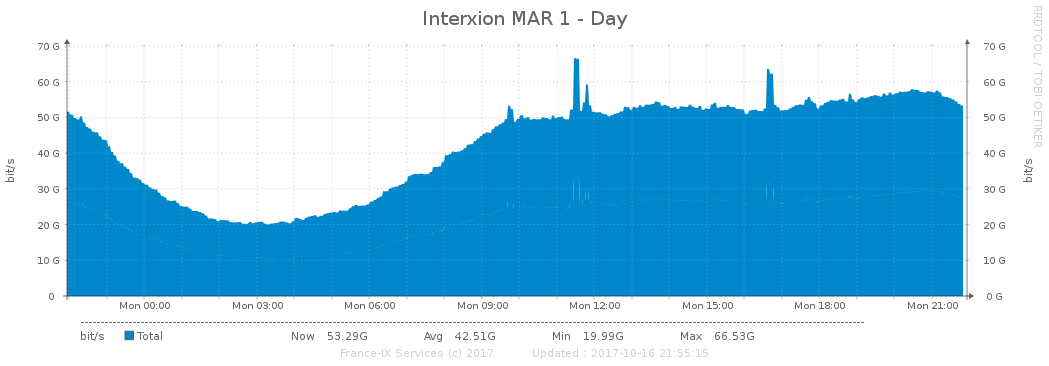 Interxion MAR 1 - Day
RRDTOOL / TOBI OETIKER
70 G 70 G
60 G 60 G
50 G 50 G
40 G 40 G
30 G 30 G
20 G 20 G
10 G 10 G
0 0 G
bit/s bit/s
Mon 00:00 Mon 03:00 Mon 06:00 Mon 09:00 Mon 12:00 Mon 15:00 Mon 18:00 Mon 21:00
bit/s Total Now 53.29G Avg 42.51G Min 19.99G Max 66.53G
France-IX Services (c) 2017 Updated : 2017-10-16 21:55:15